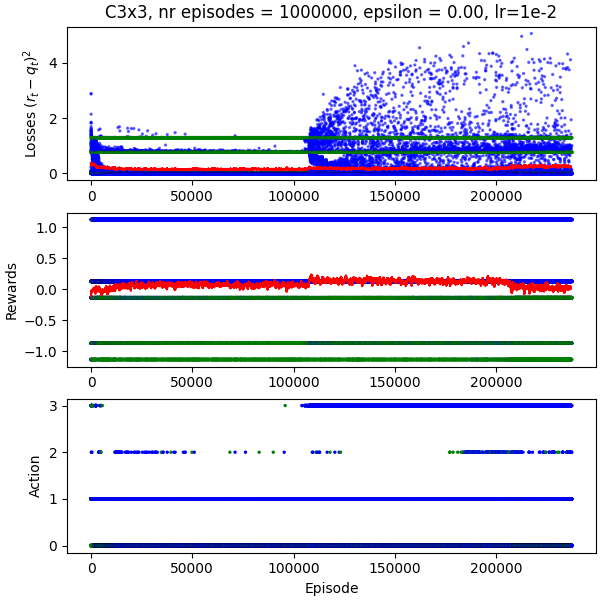 C3x3, nr episodes = 1000000, epsilon = 0.00, lr=1e-2
Losses (r_t − q_t)²
4
2
0
0 50000 100000 150000 200000
Rewards
1.0
0.5
0.0
−0.5
−1.0
0 50000 100000 150000 200000
Action
3
2
1
0
0 50000 100000 150000 200000
Episode